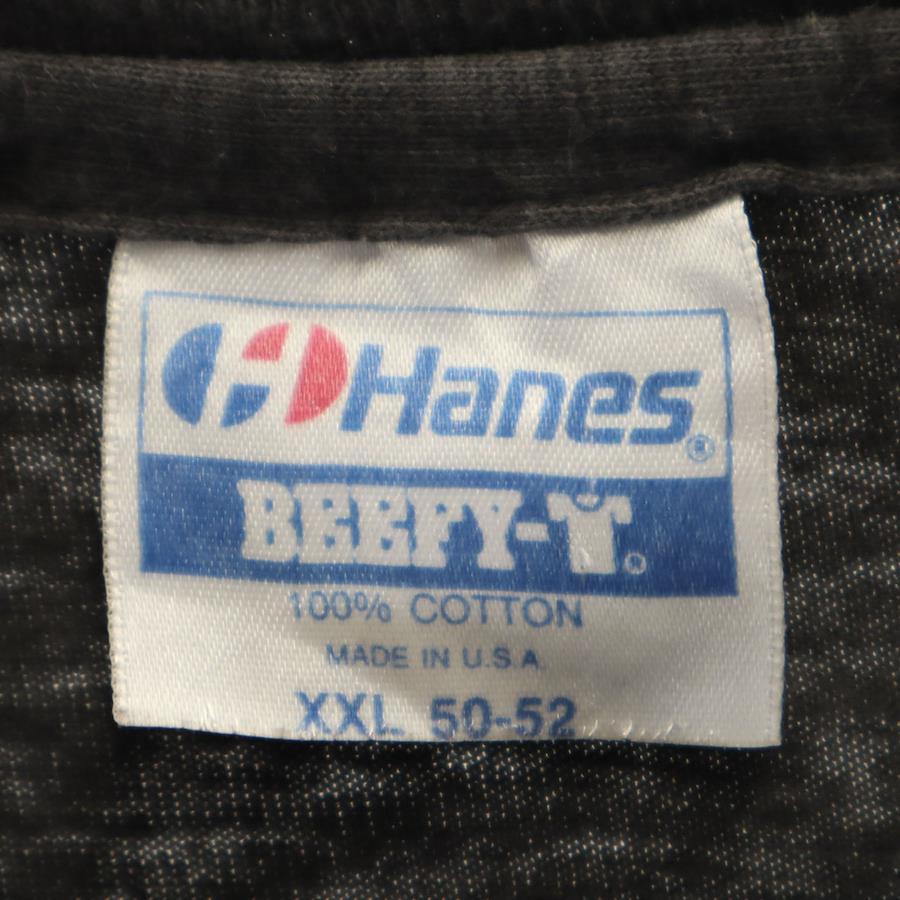 Hanes®
BEEFY-T®
100% COTTON
MADE IN U.S.A.
XXL 50-52